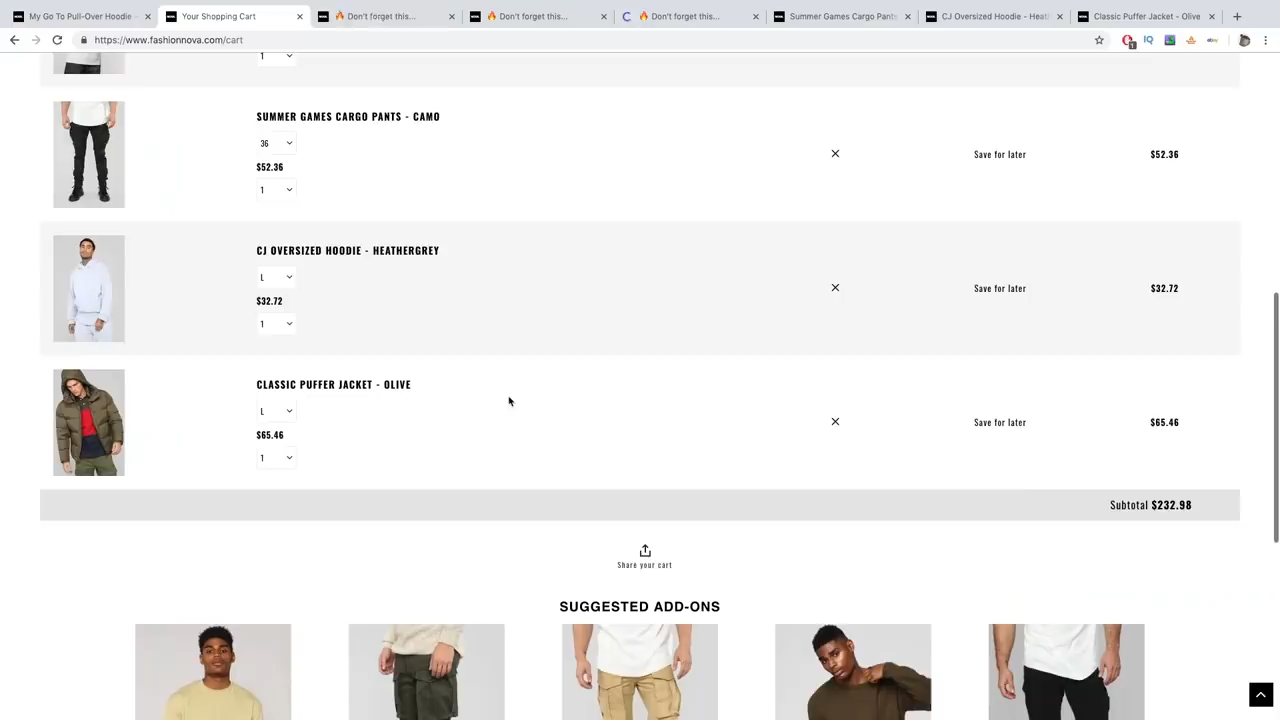 My Go To Pull-Over Hoodie -
Your Shopping Cart
🔥 Don't forget this...
🔥 Don't forget this...
🔥 Don't forget this...
Summer Games Cargo Pants
CJ Oversized Hoodie - Heath
Classic Puffer Jacket - Olive
https://www.fashionnova.com/cart
1
SUMMER GAMES CARGO PANTS - CAMO
36
$52.36
1
Save for later
$52.36
CJ OVERSIZED HOODIE - HEATHERGREY
L
$32.72
1
Save for later
$32.72
CLASSIC PUFFER JACKET - OLIVE
L
$65.46
1
Save for later
$65.46
Subtotal $232.98
Share your cart
SUGGESTED ADD-ONS